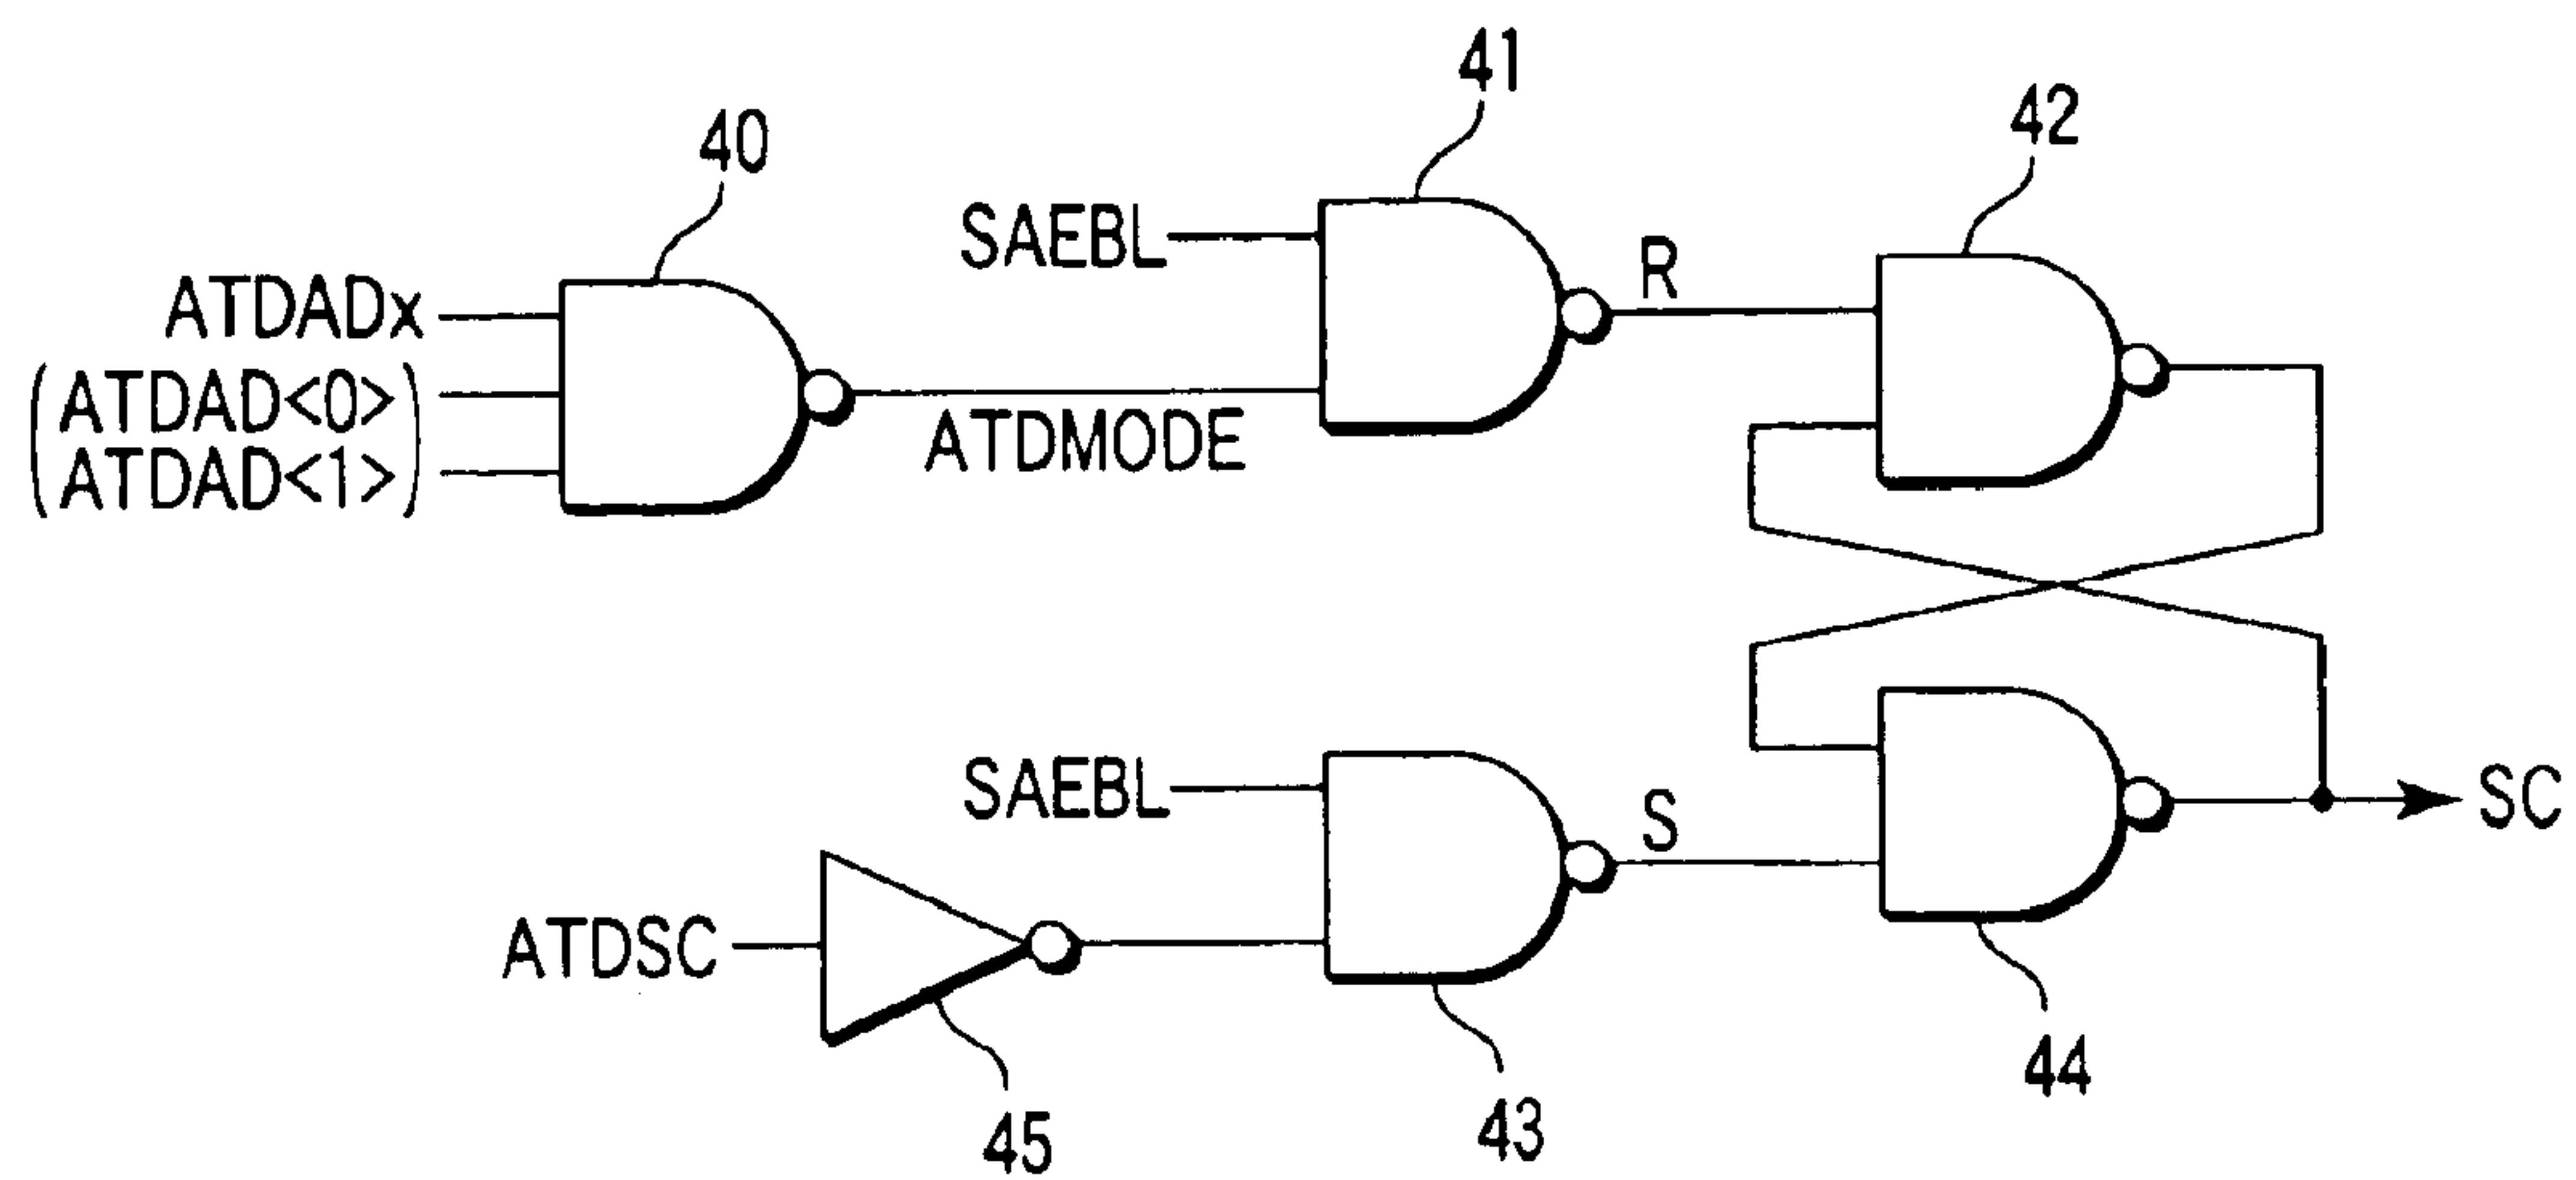 41
42
40
SAEBL
R
ATDADx
ATDAD<0>
ATDMODE
ATDAD<1>
SAEBL
S
SC
ATDSC
44
43
45